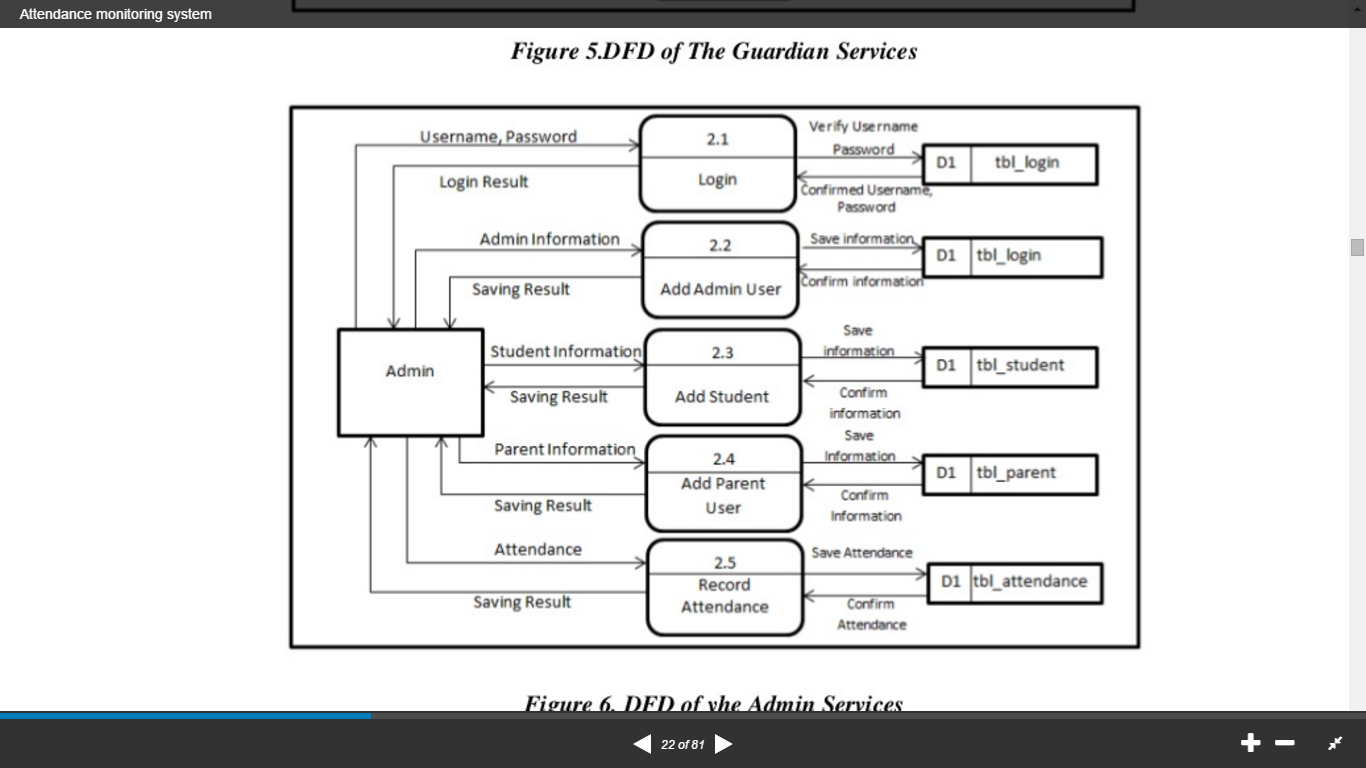 Attendance monitoring system
Figure 5.DFD of The Guardian Services
Username, Password
2.1
Login
Verify Username
Password
D1 tbl_login
Login Result
Confirmed Username,
Password
Admin Information
2.2
Add Admin User
Save information
D1 tbl_login
Saving Result
Confirm information
Admin
Student Information
2.3
Add Student
Save
information
D1 tbl_student
Saving Result
Confirm
information
Parent Information
2.4
Add Parent
User
Save
Information
D1 tbl_parent
Saving Result
Confirm
Information
Attendance
2.5
Record
Attendance
Save Attendance
D1 tbl_attendance
Saving Result
Confirm
Attendance
Figure 6. DFD of vhe Admin Services
22 of 81